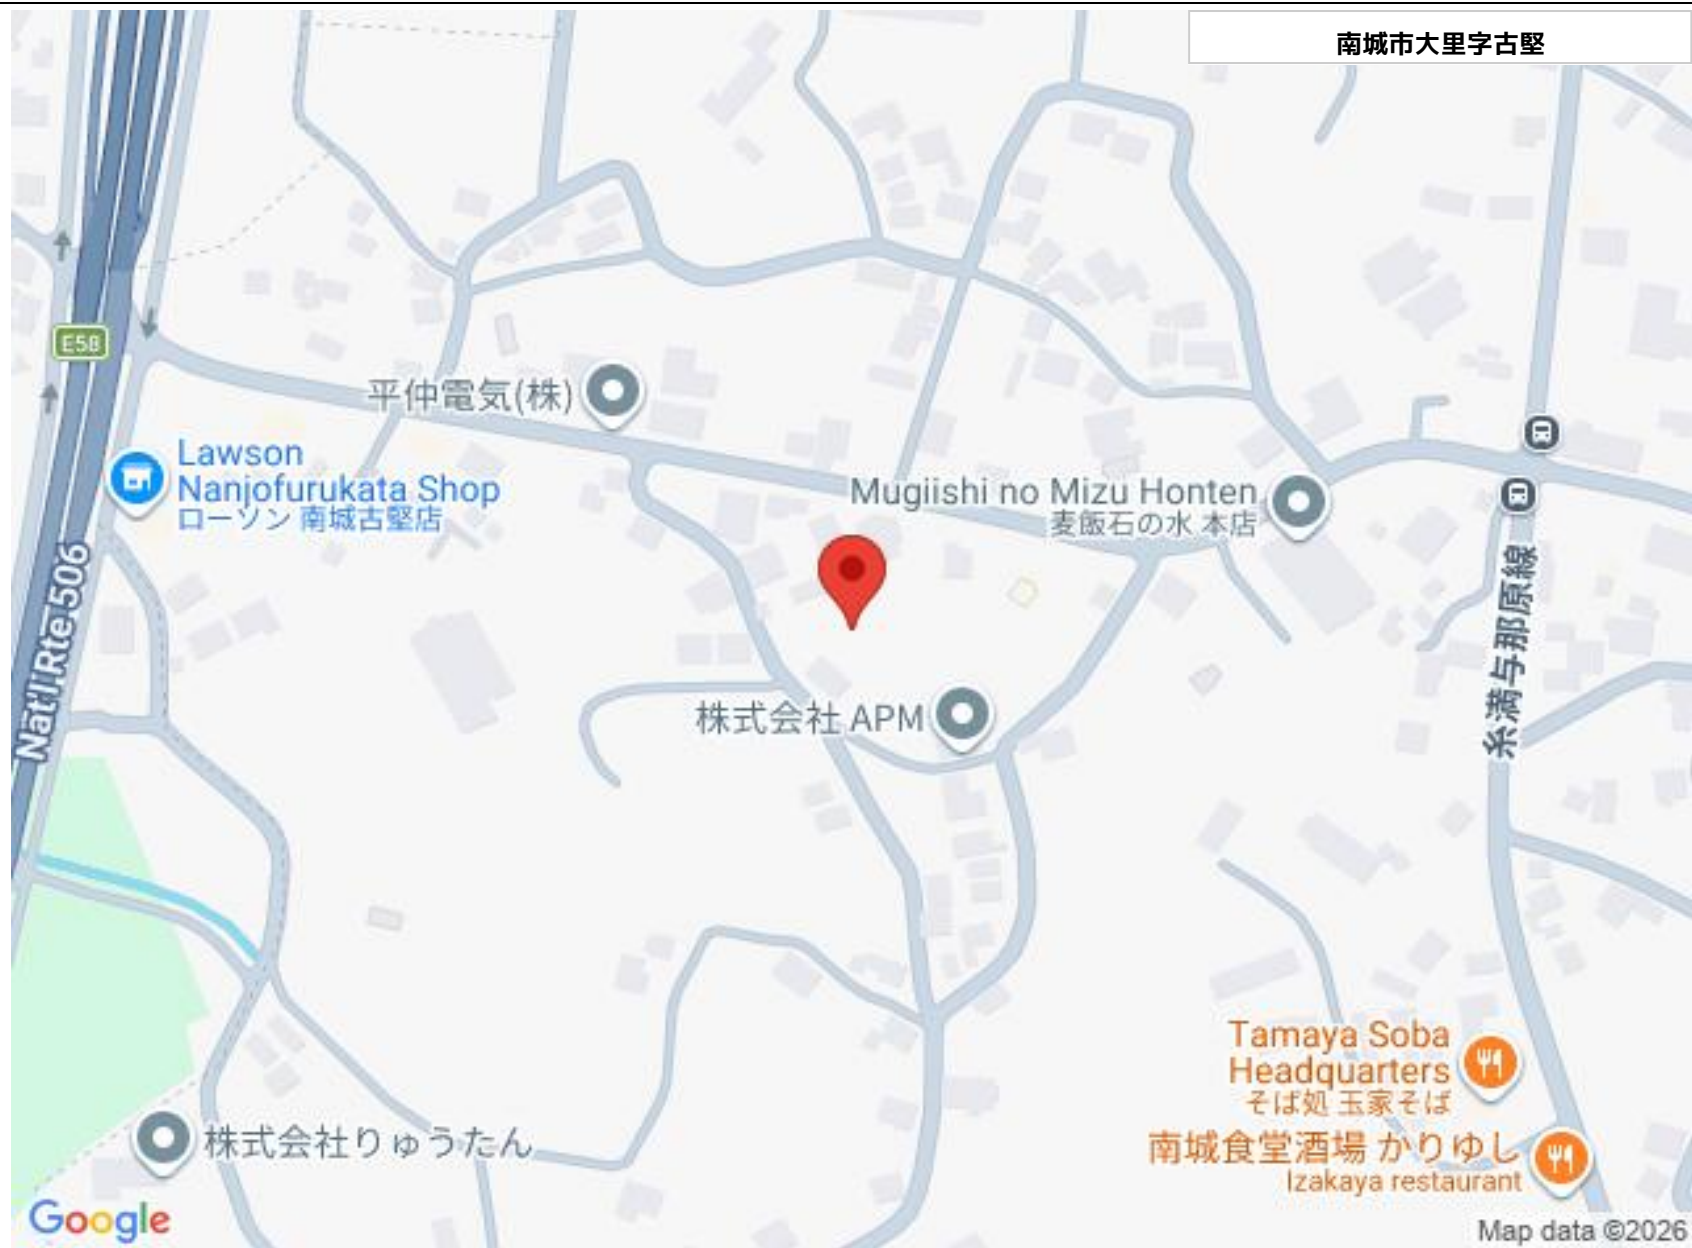 南城市大里字古堅
E58
平仲電気(株)
Lawson
Nanjofurukata Shop
ローソン 南城古堅店
Mugiishi no Mizu Honten
麦飯石の水 本店
Nat'l Rte 506
糸満与那原線
株式会社 APM
Tamaya Soba
Headquarters
そば処 玉家そば
南城食堂酒場 かりゆし
Izakaya restaurant
株式会社りゅうたん
Google
Map data ©2026